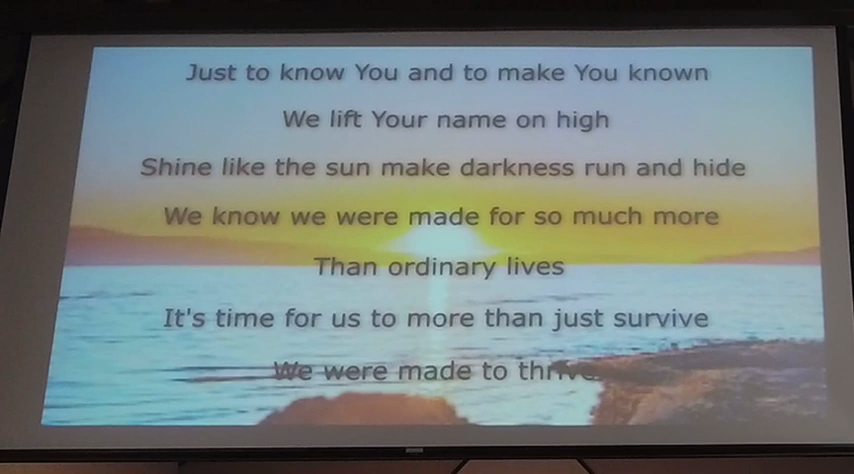 Just to know You and to make You known
We lift Your name on high
Shine like the sun make darkness run and hide
We know we were made for so much more
Than ordinary lives
It's time for us to more than just survive
We were made to thrive